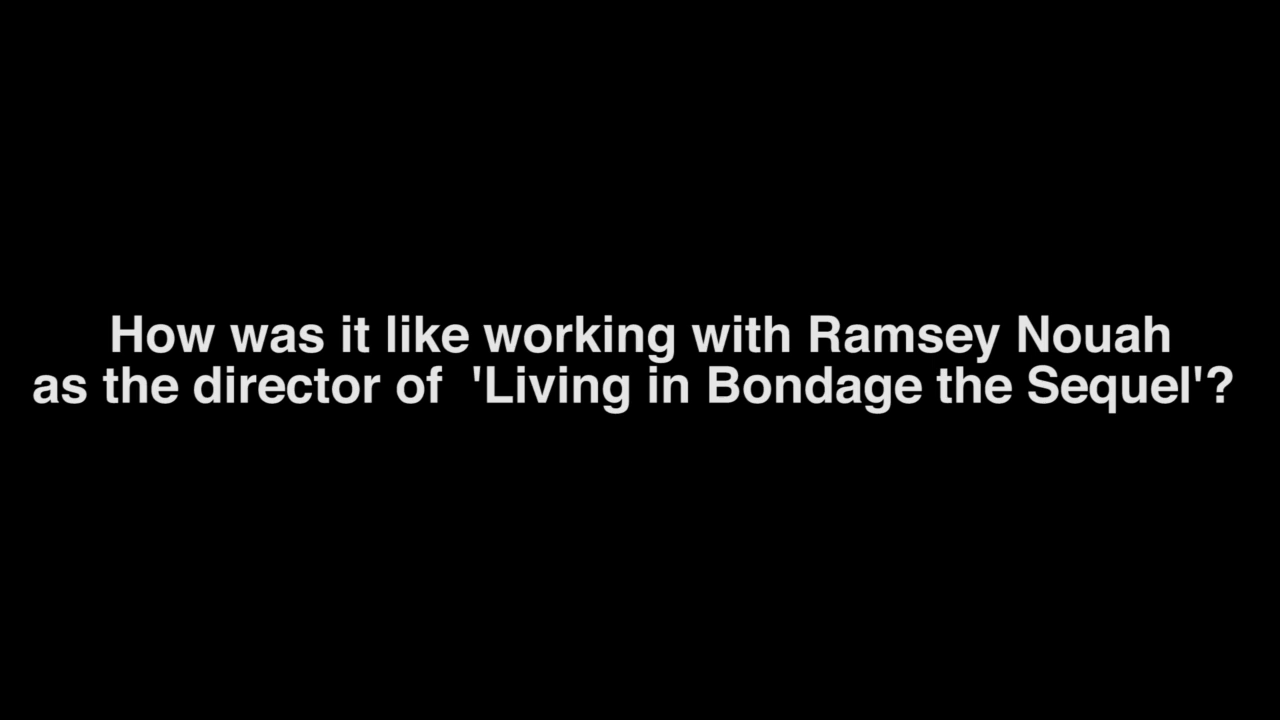 How was it like working with Ramsey Nouah
as the director of  'Living in Bondage the Sequel'?